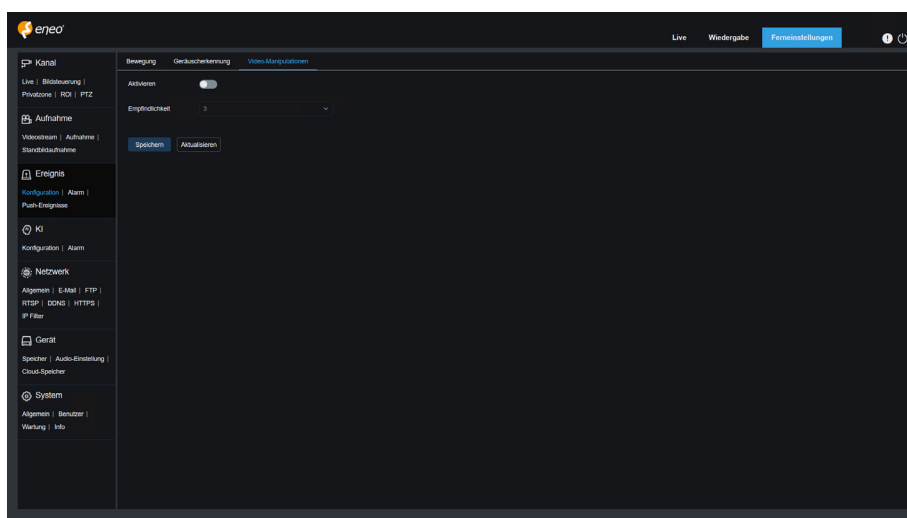 eneo
Live Wiedergabe Ferneinstellungen
Kanal
Live | Bildsteuerung |
Privatzone | ROI | PTZ
Aufnahme
Videostream | Aufnahme |
Standbildaufnahme
Ereignis
Konfiguration | Alarm |
Push-Ereignisse
KI
Konfiguration | Alarm
Netzwerk
Allgemein | E-Mail | FTP |
RTSP | DDNS | HTTPS |
IP Filter
Gerät
Speicher | Audio-Einstellung |
Cloud-Speicher
System
Allgemein | Benutzer |
Wartung | Info
Bewegung Geräuscherkennung Video-Manipulationen
Aktivieren
Empfindlichkeit 3
Speichern Aktualisieren